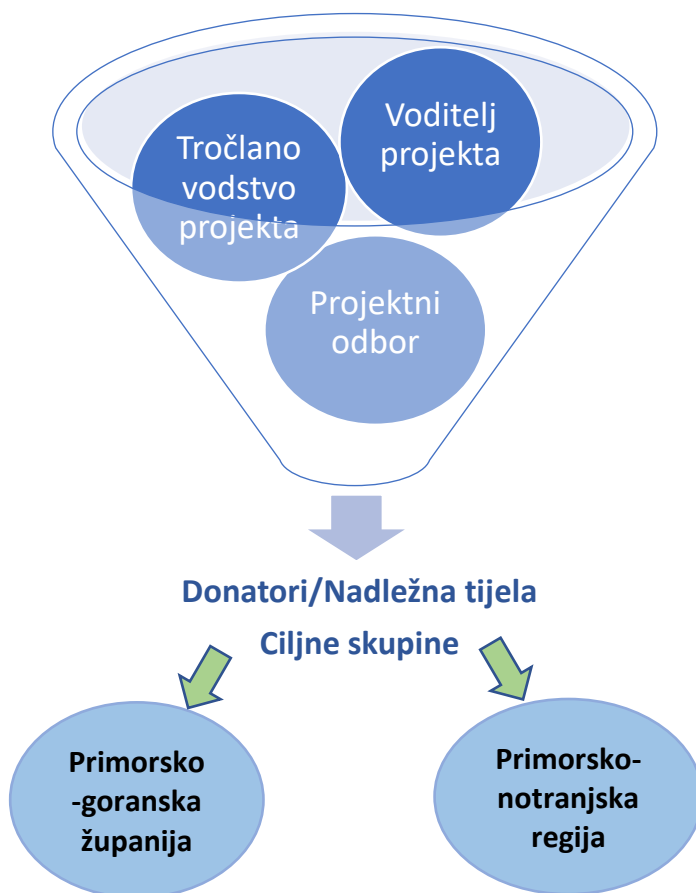 Tročlano
vodstvo
projekta
Voditelj
projekta
Projektni
odbor
Donatori/Nadležna tijela
Ciljne skupine
Primorsko
-goranska
županija
Primorsko-
notranjska
regija